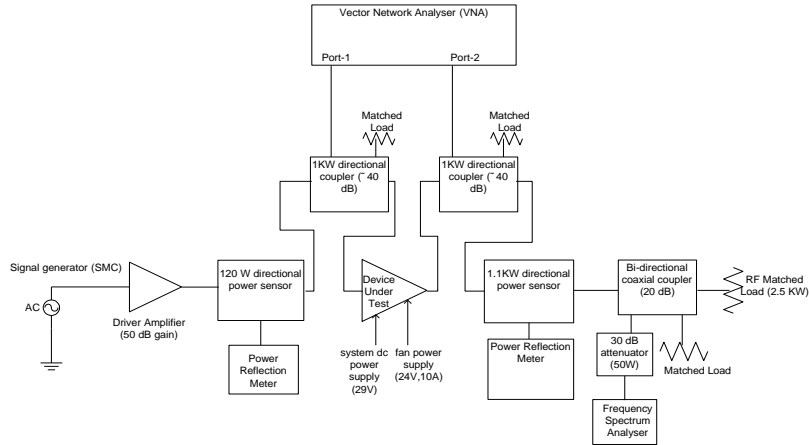 Vector Network Analyser (VNA)
Port-1
Port-2
Matched
Load
Matched
Load
1KW directional
coupler (~ 40
dB)
1KW directional
coupler (~ 40
dB)
Signal generator (SMC)
AC
Driver Amplifier
(50 dB gain)
120 W directional
power sensor
Power
Reflection
Meter
Device
Under
Test
system dc
power
supply
(29V)
fan power
supply
(24V,10A)
1.1KW directional
power sensor
Power Reflection
Meter
Bi-directional
coaxial coupler
(20 dB)
RF Matched
Load (2.5 KW)
30 dB
attenuator
(50W)
Matched Load
Frequency
Spectrum
Analyser